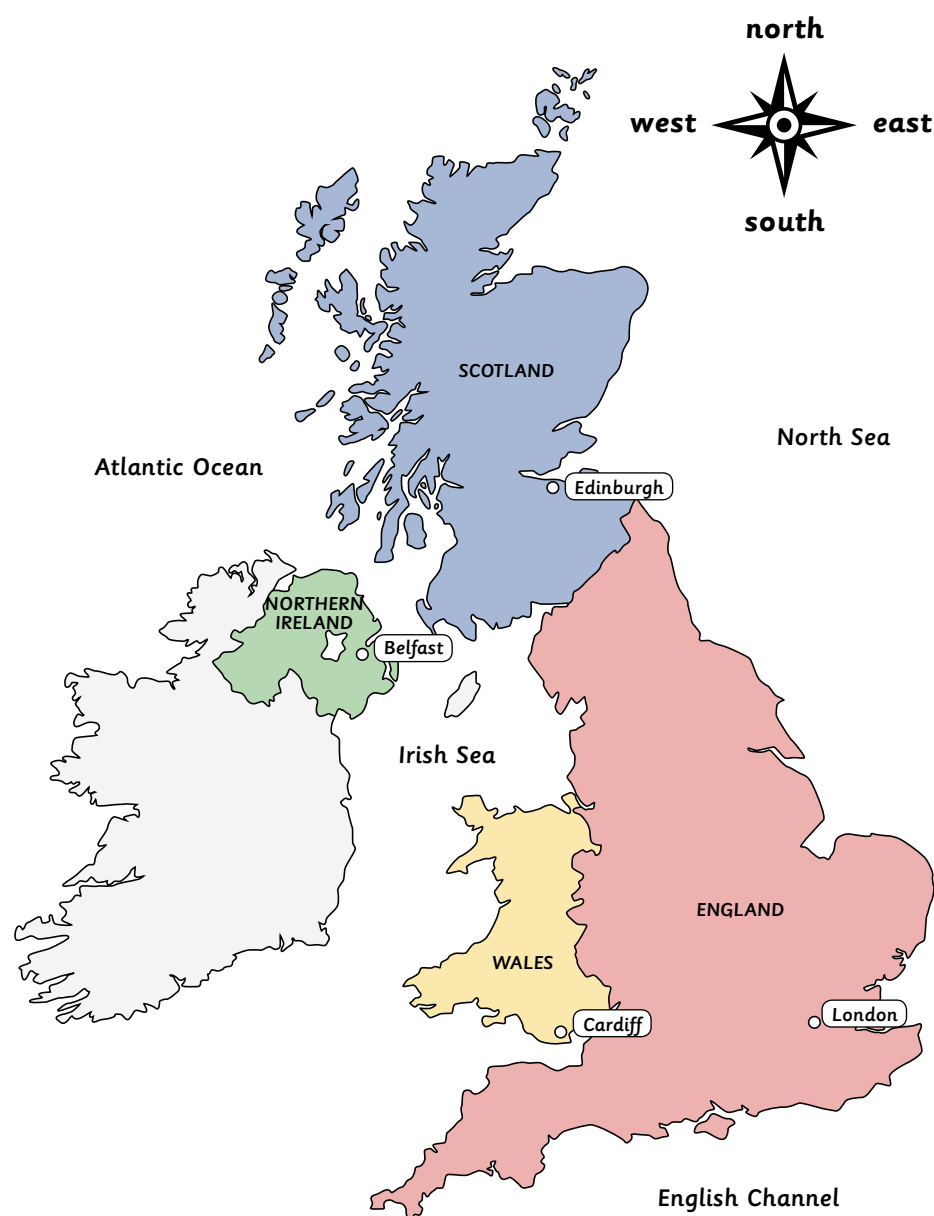 north
west
east
south
SCOTLAND
North Sea
Atlantic Ocean
Edinburgh
NORTHERN
IRELAND
Belfast
Irish Sea
ENGLAND
WALES
London
Cardiff
English Channel